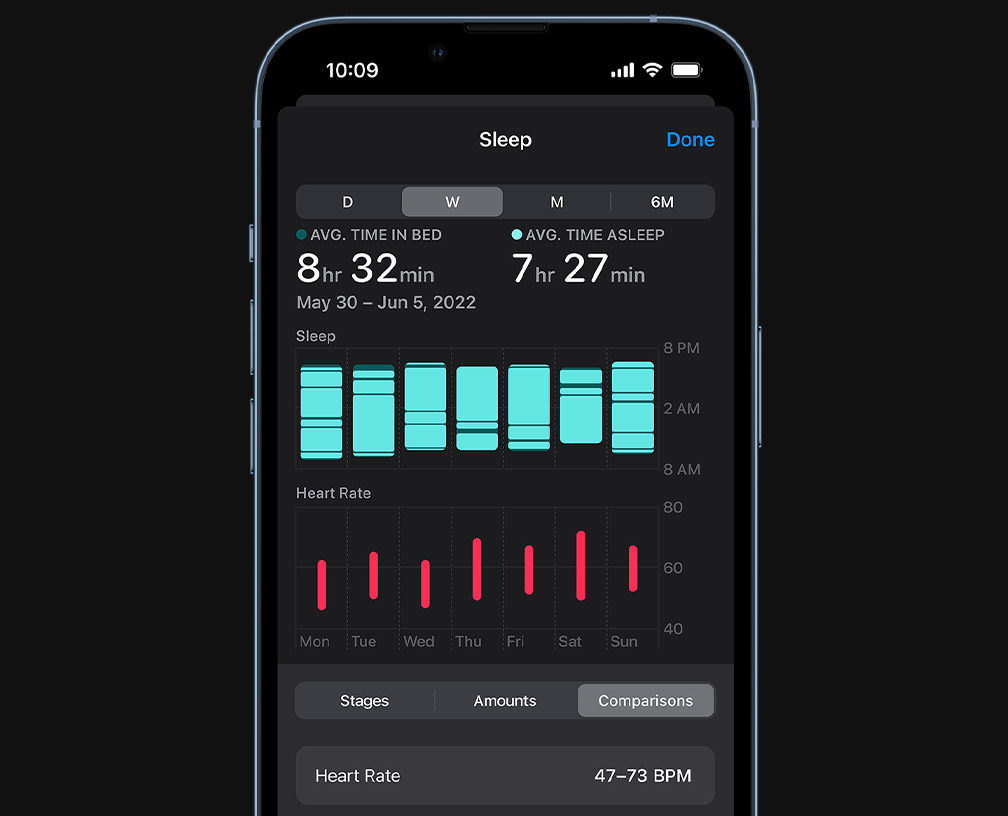 10:09
Sleep
Done
D
W
M
6M
AVG. TIME IN BED
AVG. TIME ASLEEP
8hr 32min
7hr 27min
May 30 – Jun 5, 2022
Sleep
8 PM
2 AM
8 AM
Heart Rate
80
60
40
Mon
Tue
Wed
Thu
Fri
Sat
Sun
Stages
Amounts
Comparisons
Heart Rate
47–73 BPM